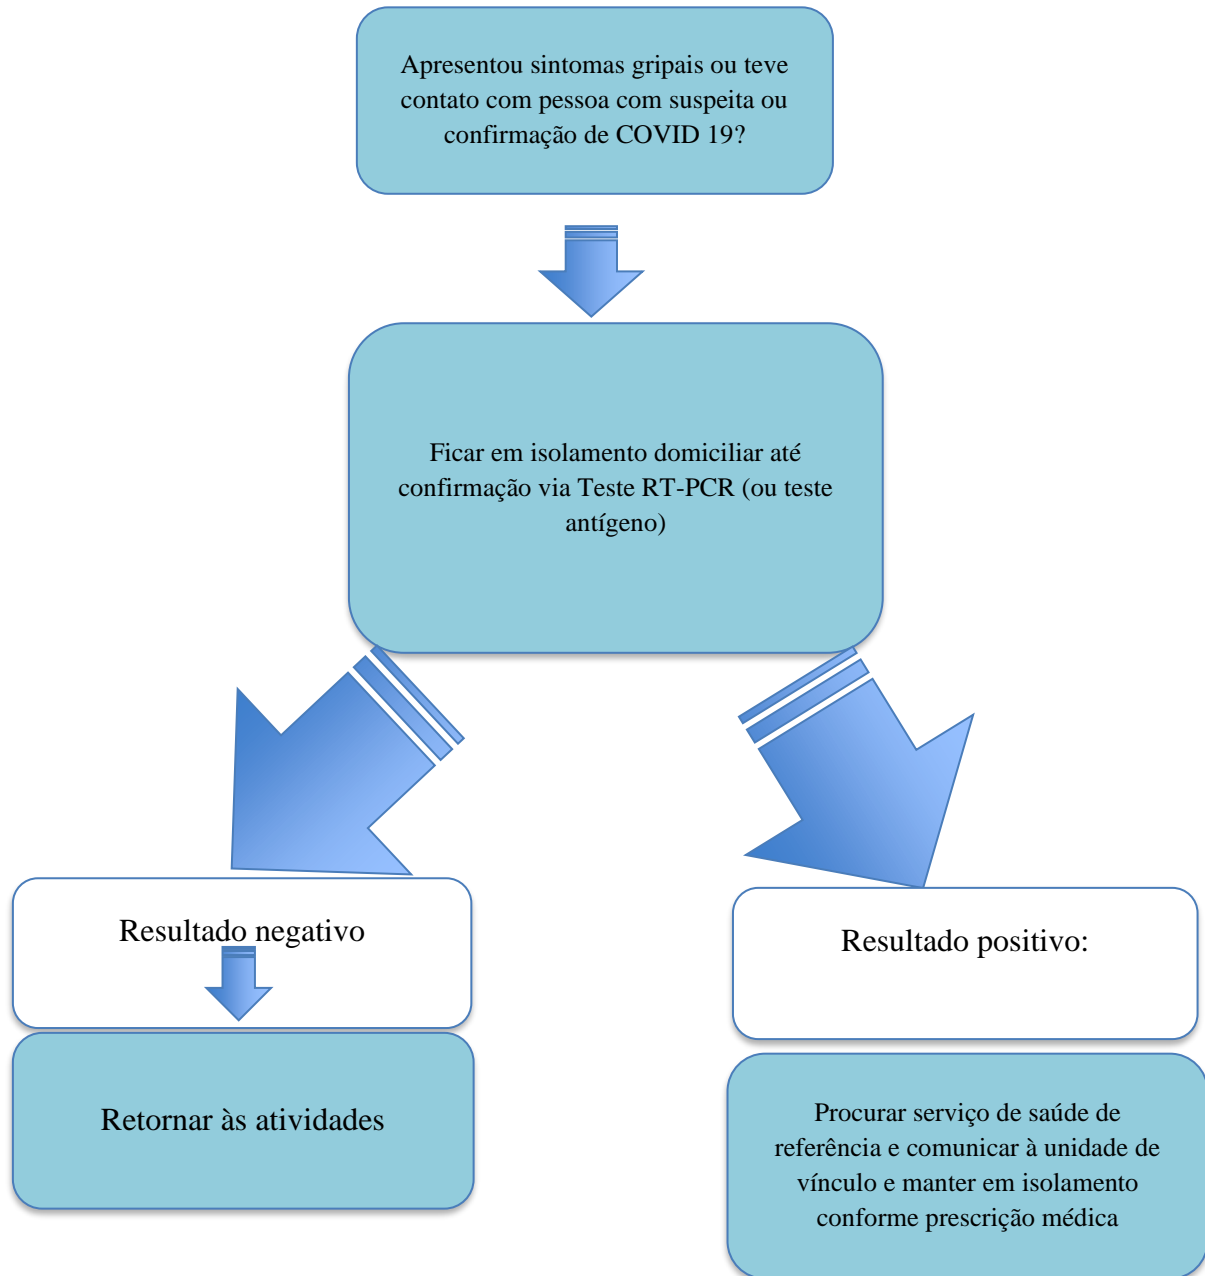 Apresentou sintomas gripais ou teve
contato com pessoa com suspeita ou
confirmação de COVID 19?
Ficar em isolamento domiciliar até
confirmação via Teste RT-PCR (ou teste
antígeno)
Resultado negativo
Retornar às atividades
Resultado positivo:
Procurar serviço de saúde de
referência e comunicar à unidade de
vínculo e manter em isolamento
conforme prescrição médica